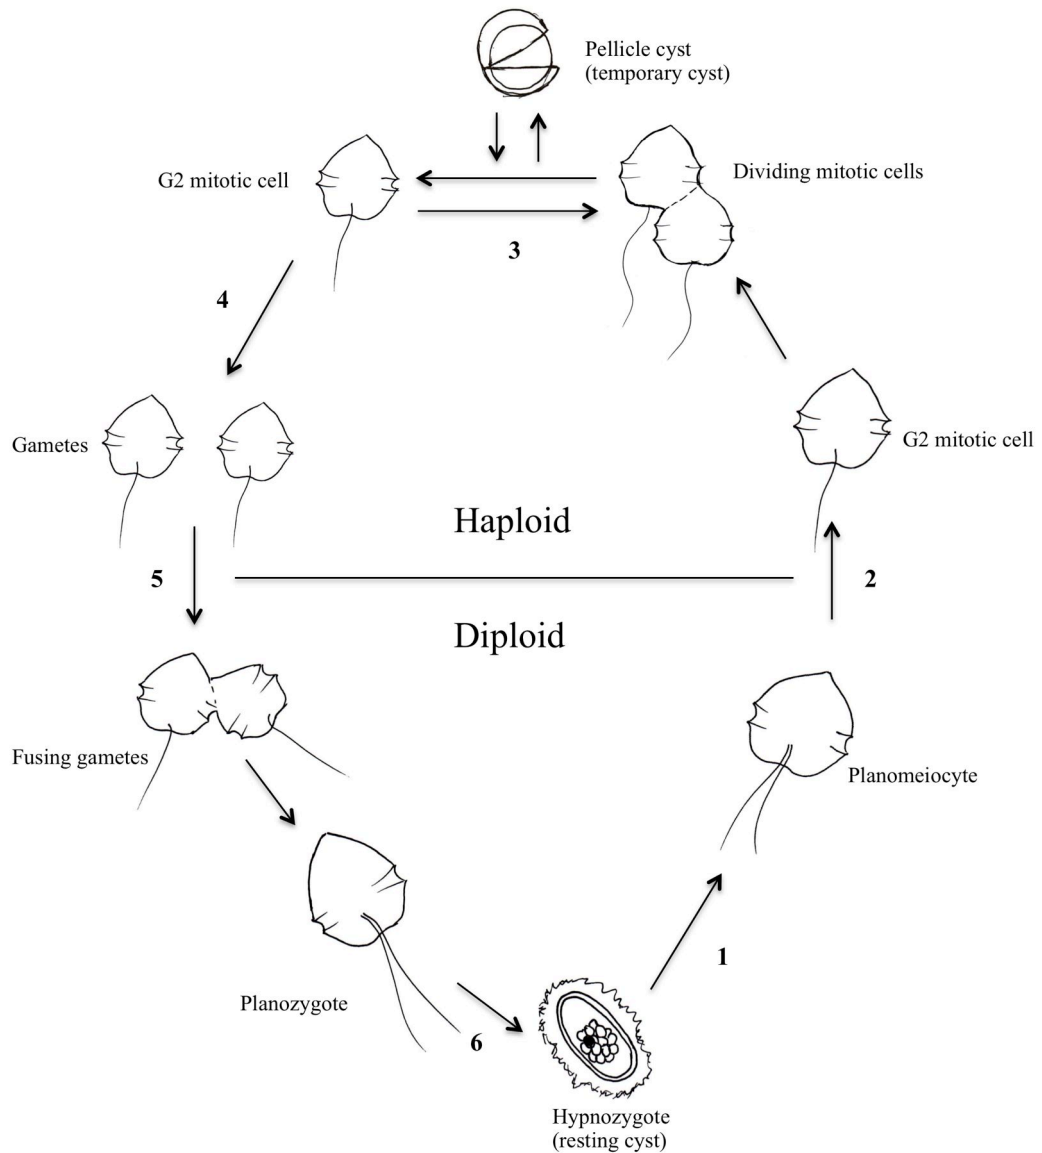 Pellicle cyst
(temporary cyst)
G2 mitotic cell
Dividing mitotic cells
3
4
Gametes
G2 mitotic cell
Haploid
5
2
Diploid
Fusing gametes
Planomeiocyte
1
Planozygote
6
Hypnozygote
(resting cyst)